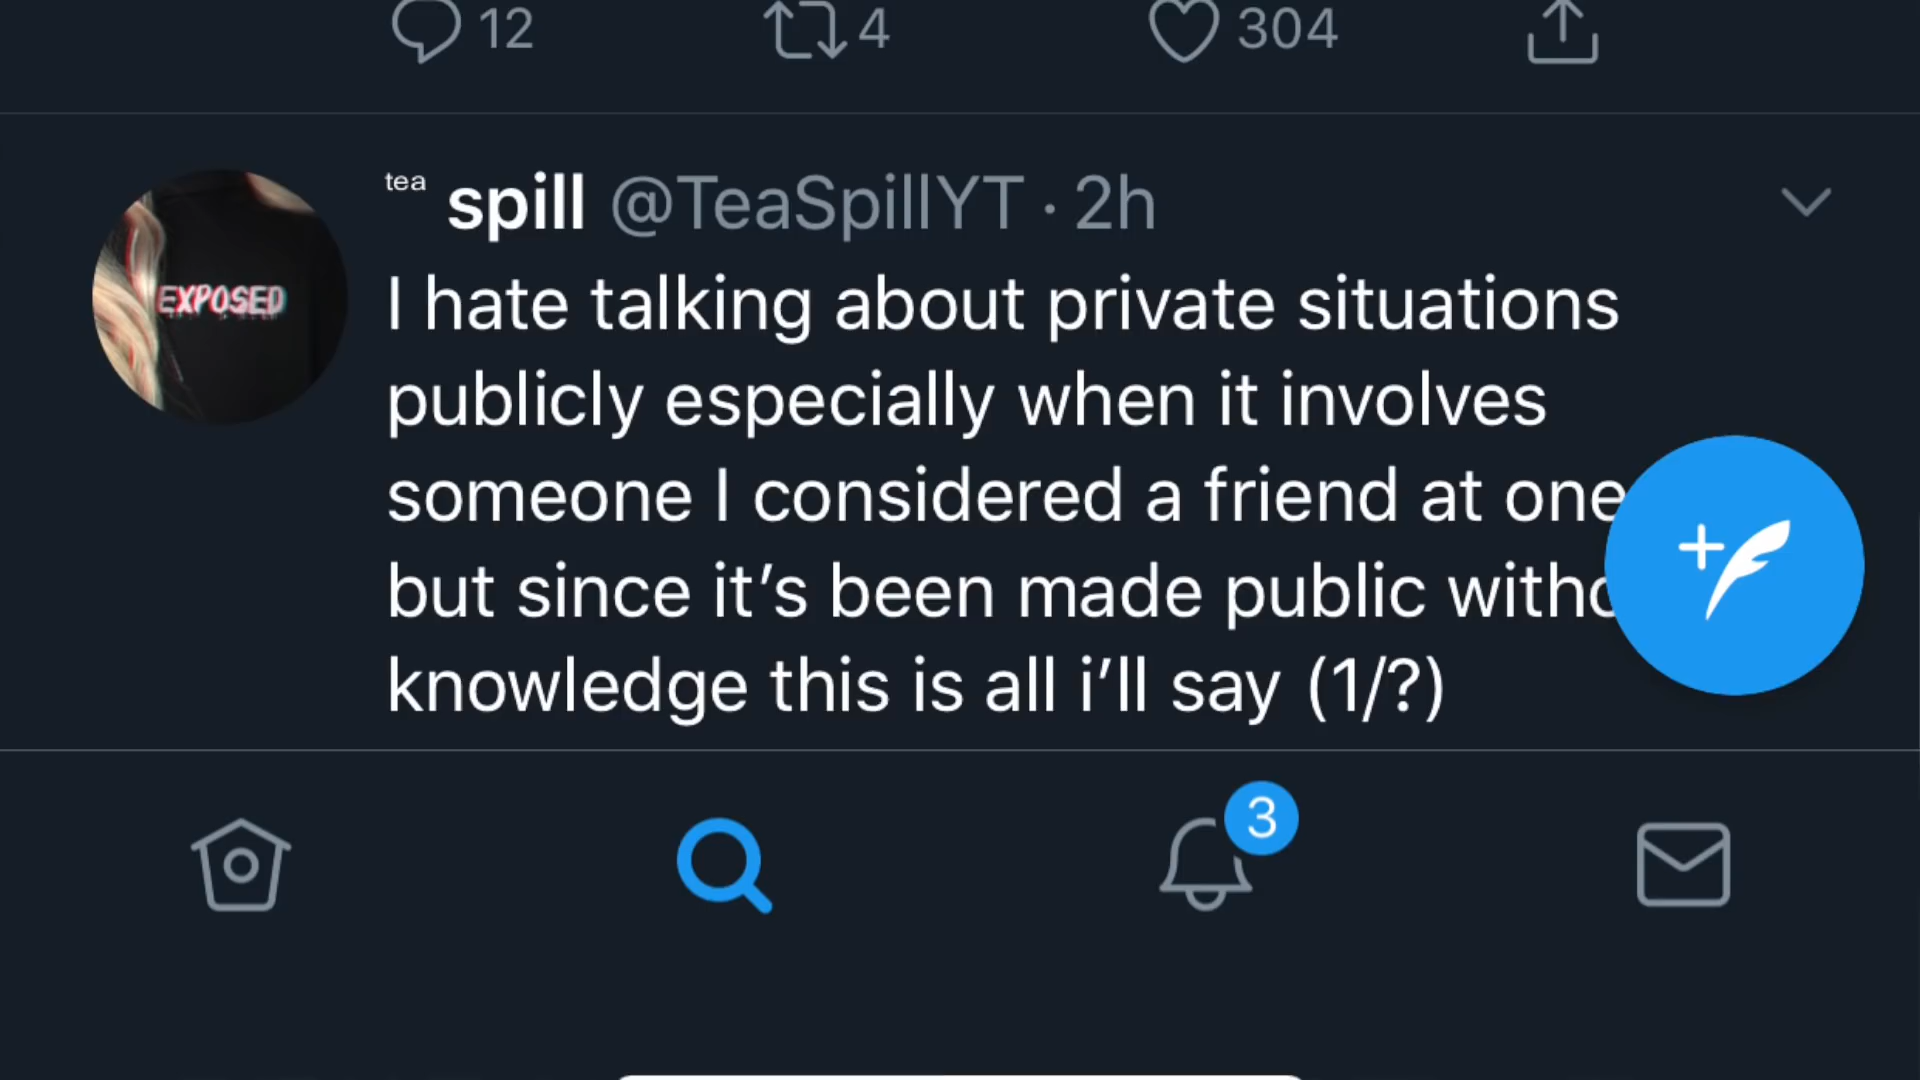 12 4 304
tea spill @TeaSpillYT · 2h
EXPOSED
I hate talking about private situations
publicly especially when it involves
someone I considered a friend at one
but since it’s been made public
knowledge this is all i’ll say (1/?)
3